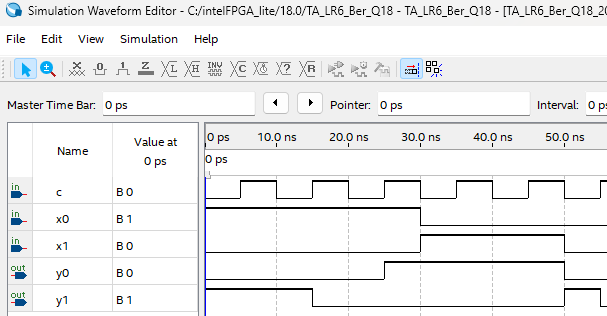 Simulation Waveform Editor - C:/intelFPGA_lite/18.0/TA_LR6_Ber_Q18 - TA_LR6_Ber_Q18 - [TA_LR6_Ber_Q18_20
File Edit View Simulation Help
Master Time Bar: 0 ps Pointer: 0 ps Interval: 0 ps
Name Value at 0 ps 0 ps 10.0 ns 20.0 ns 30.0 ns 40.0 ns 50.0 ns
0 ps
in c B 0
in x0 B 1
in x1 B 0
out y0 B 0
out y1 B 1